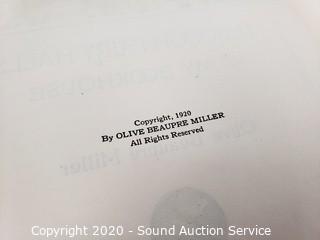 Copyright, 1920
By OLIVE BEAUPRE MILLER
All Rights Reserved
Copyright 2020 - Sound Auction Service